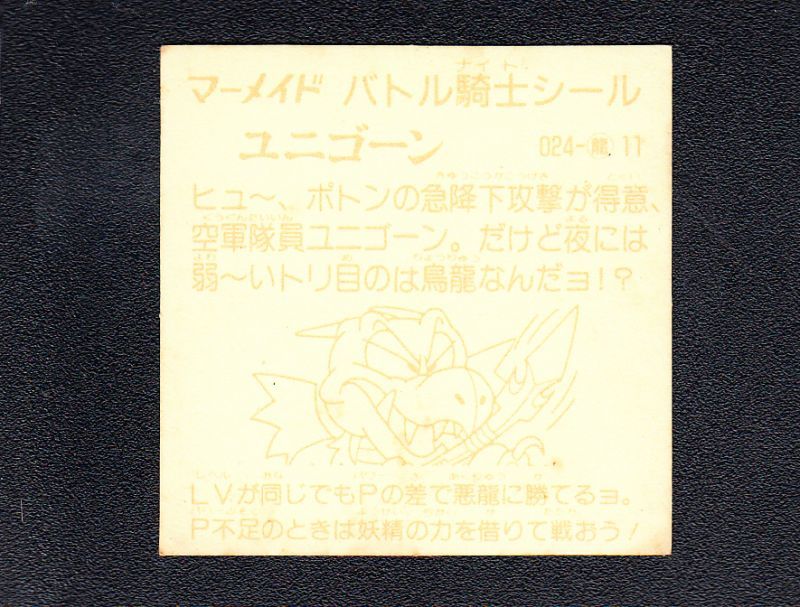 マーメイド バトル騎士シール
ユニゴーン 024-龍 11
ヒュ〜、ポトンの急降下攻撃が得意、
空軍隊員ユニゴーン。だけど夜には
弱〜いトリ目のは鳥龍なんだョ!?
LVが同じでもPの差で悪龍に勝てるョ。
P不足のときは妖精の力を借りて戦おう!